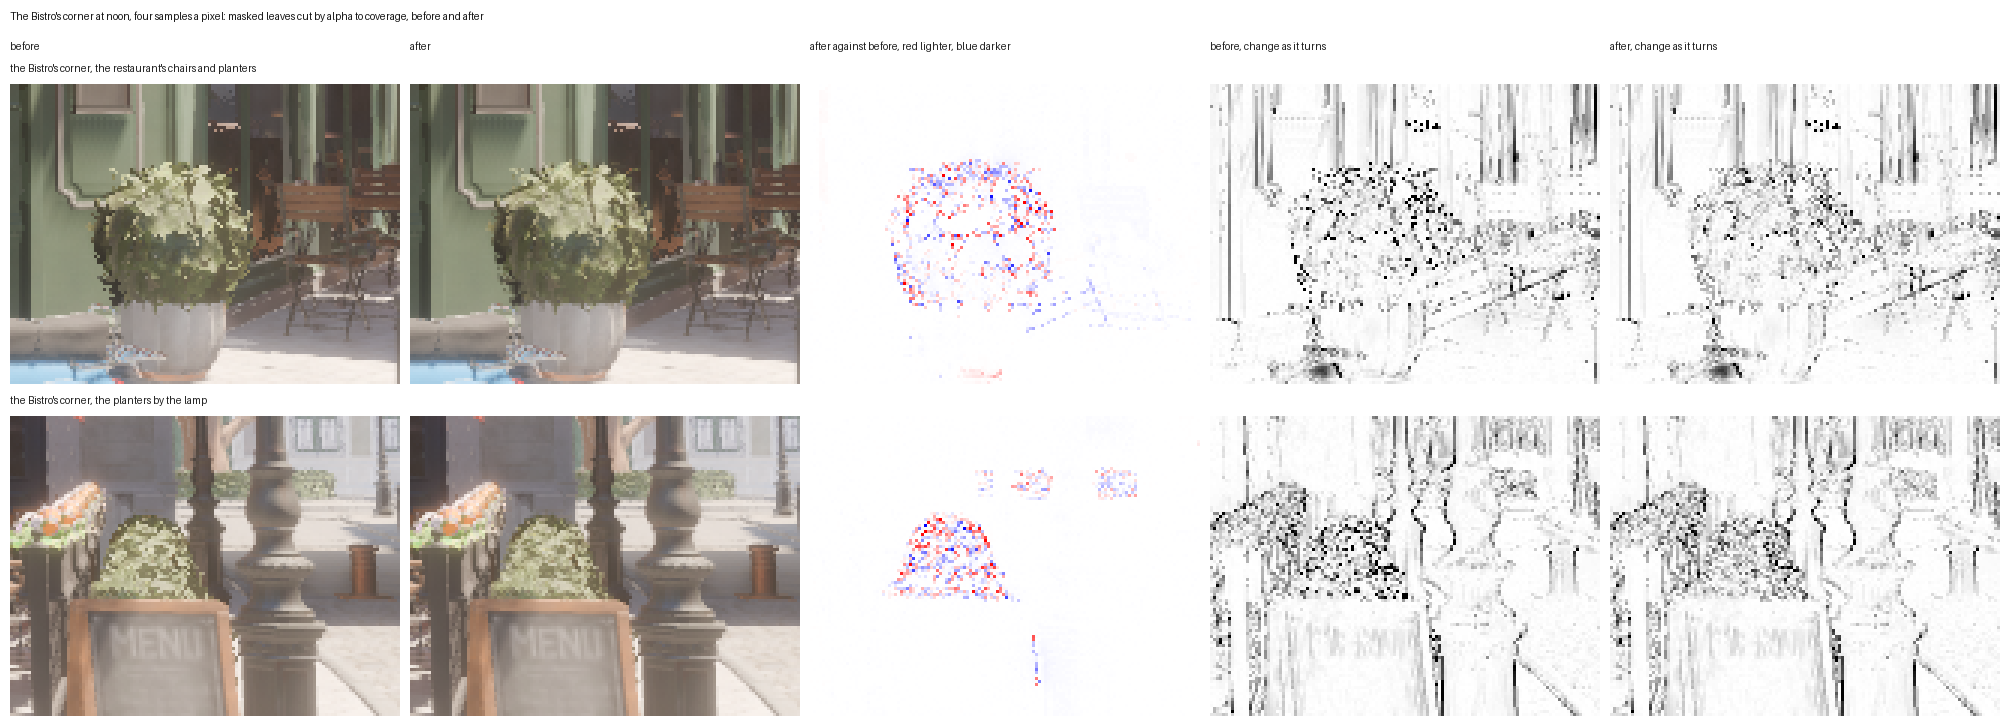 The Bistro's corner at noon, four samples a pixel: masked leaves cut by alpha to coverage, before and after
before
after
after against before, red lighter, blue darker
before, change as it turns
after, change as it turns
the Bistro's corner, the restaurant's chairs and planters
the Bistro's corner, the planters by the lamp
MENU
MENU